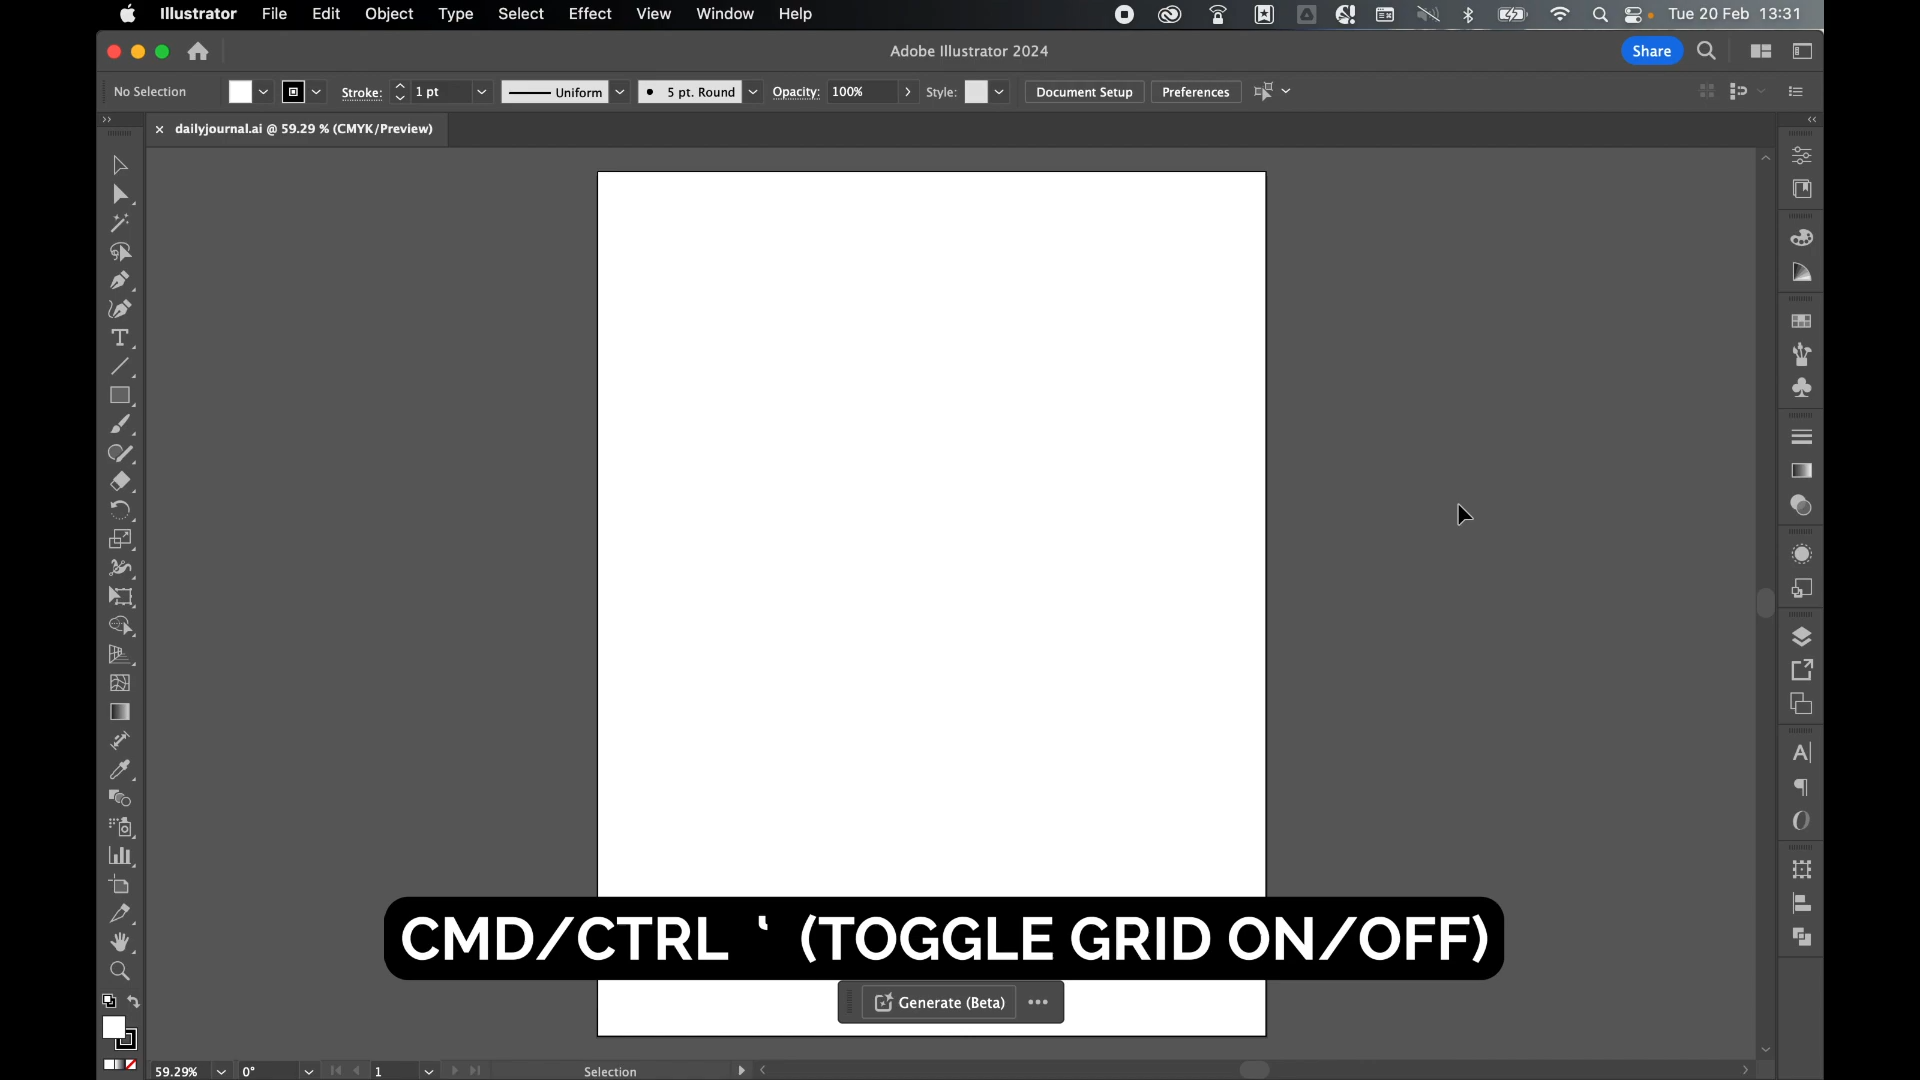 Illustrator File Edit Object Type Select Effect View Window Help Tue 20 Feb 13:31
Adobe Illustrator 2024 Share
No Selection Stroke: 1 pt Uniform 5 pt. Round Opacity: 100% Style: Document Setup Preferences
dailyjournal.ai @ 59.29 % (CMYK/Preview)
CMD/CTRL ‘ (TOGGLE GRID ON/OFF)
Generate (Beta)
59.29% 0° 1 Selection